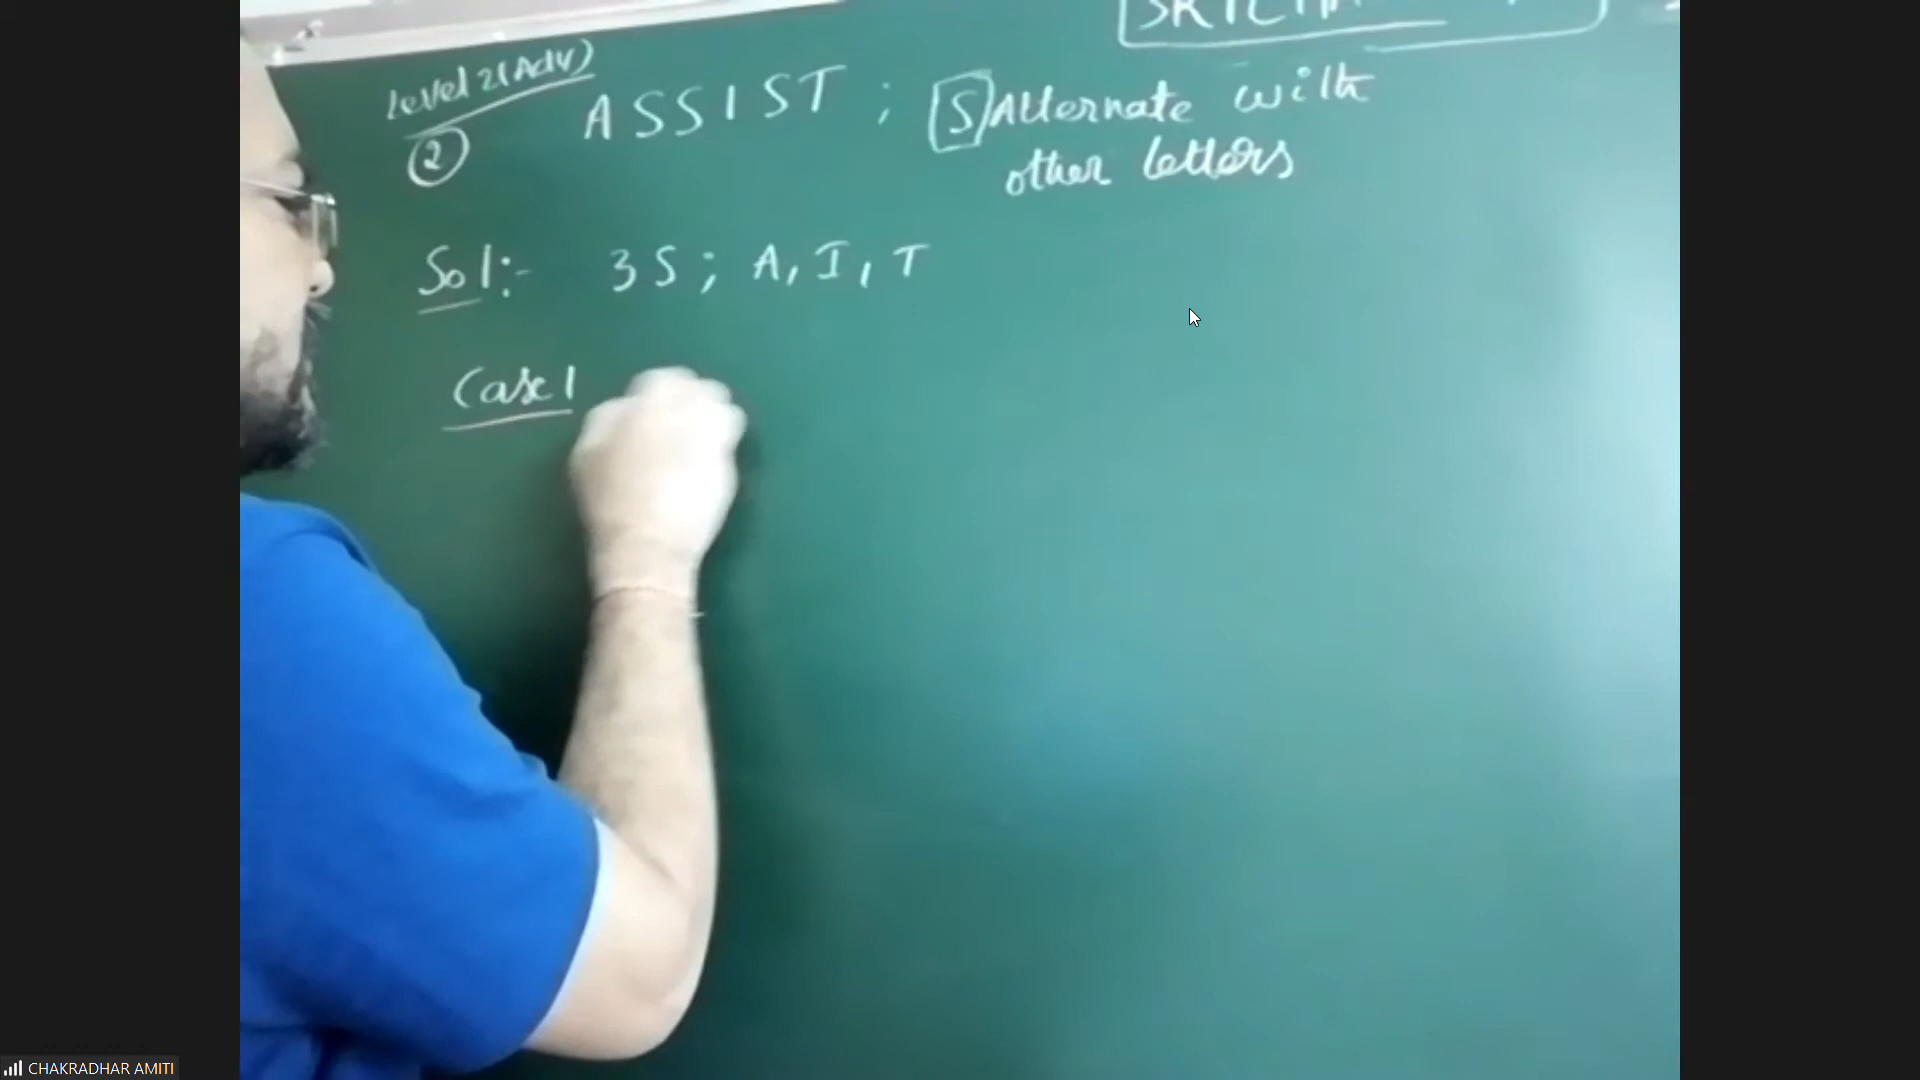 Level 2(Adv)
② ASSIST ; S Alternate with
other letters
Sol:- 3S; A, I, T
Case 1
CHAKRADHAR AMITI